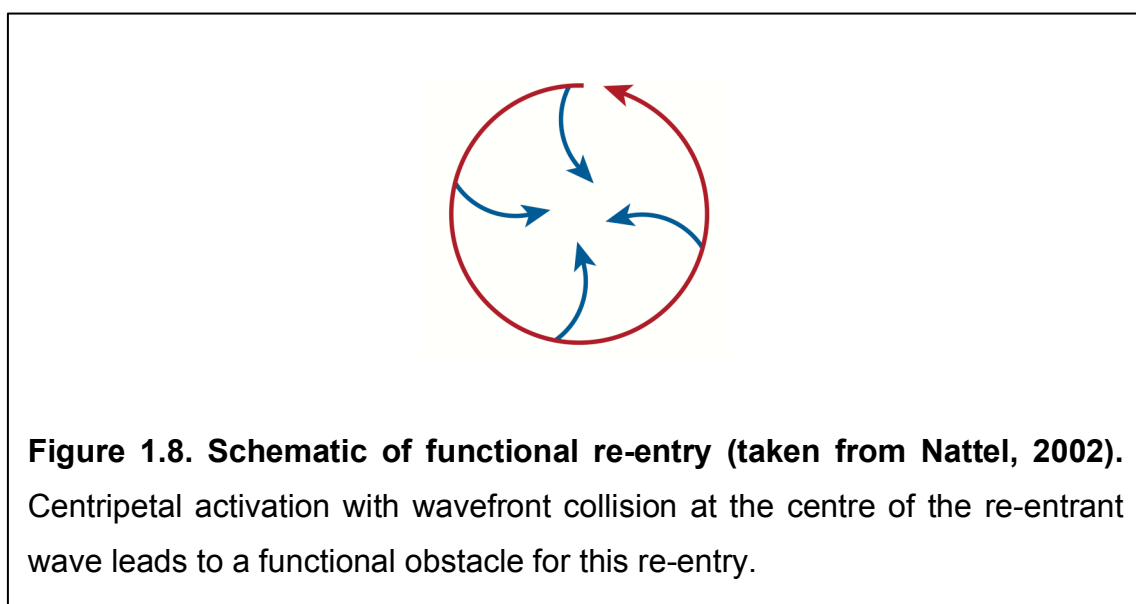 Figure 1.8. Schematic of functional re-entry (taken from Nattel, 2002).
Centripetal activation with wavefront collision at the centre of the re-entrant
wave leads to a functional obstacle for this re-entry.